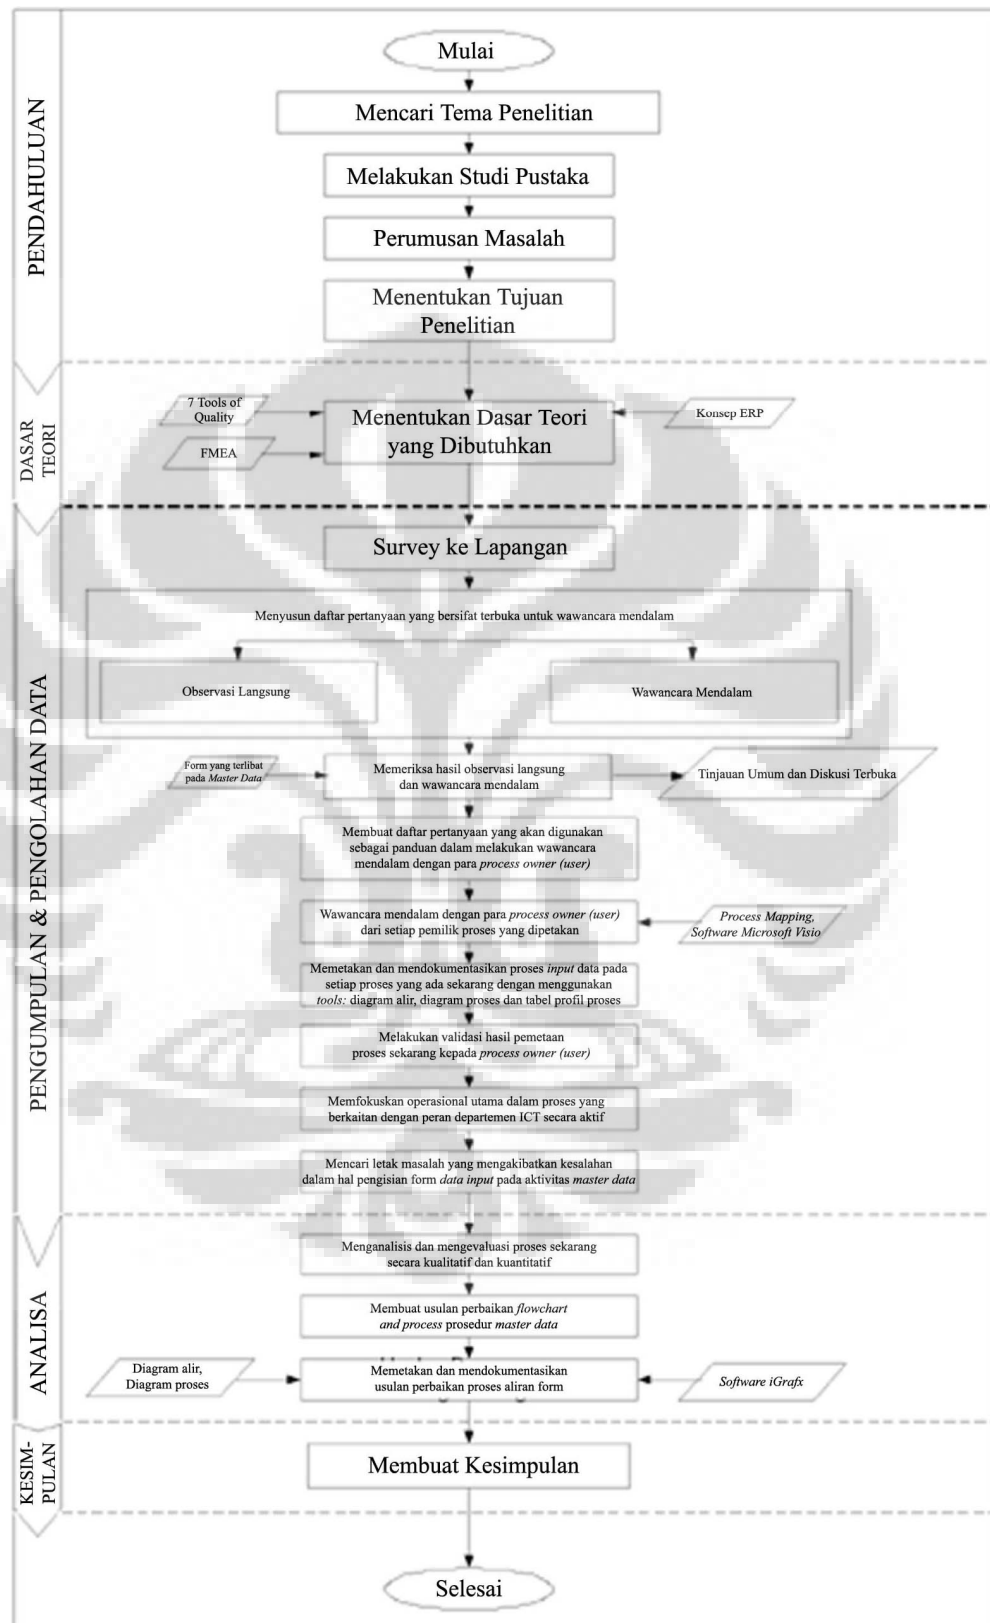 PENDAHULUAN
Mulai
Mencari Tema Penelitian
Melakukan Studi Pustaka
Perumusan Masalah
Menentukan Tujuan
Penelitian
DASAR
TEORI
7 Tools of
Quality
FMEA
Menentukan Dasar Teori
yang Dibutuhkan
Konsep ERP
PENGUMPULAN & PENGOLAHAN DATA
Survey ke Lapangan
Menyusun daftar pertanyaan yang bersifat terbuka untuk wawancara mendalam
Observasi Langsung
Wawancara Mendalam
Form yang terlibat
pada Master Data
Memeriksa hasil observasi langsung
dan wawancara mendalam
Tinjauan Umum dan Diskusi Terbuka
Membuat daftar pertanyaan yang akan digunakan
sebagai panduan dalam melakukan wawancara
mendalam dengan para process owner (user)
Wawancara mendalam dengan para process owner (user)
dari setiap pemilik proses yang dipetakan
Process Mapping,
Software Microsoft Visio
Memetakan dan mendokumentasikan proses input data pada
setiap proses yang ada sekarang dengan menggunakan
tools: diagram alir, diagram proses dan tabel profil proses
Melakukan validasi hasil pemetaan
proses sekarang kepada process owner (user)
Memfokuskan operasional utama dalam proses yang
berkaitan dengan peran departemen ICT secara aktif
Mencari letak masalah yang mengakibatkan kesalahan
dalam hal pengisian form data input pada aktivitas master data
ANALISA
Menganalisis dan mengevaluasi proses sekarang
secara kualitatif dan kuantitatif
Membuat usulan perbaikan flowchart
and process prosedur master data
Diagram alir,
Diagram proses
Memetakan dan mendokumentasikan
usulan perbaikan proses aliran form
Software iGrafx
KESIM-
PULAN
Membuat Kesimpulan
Selesai